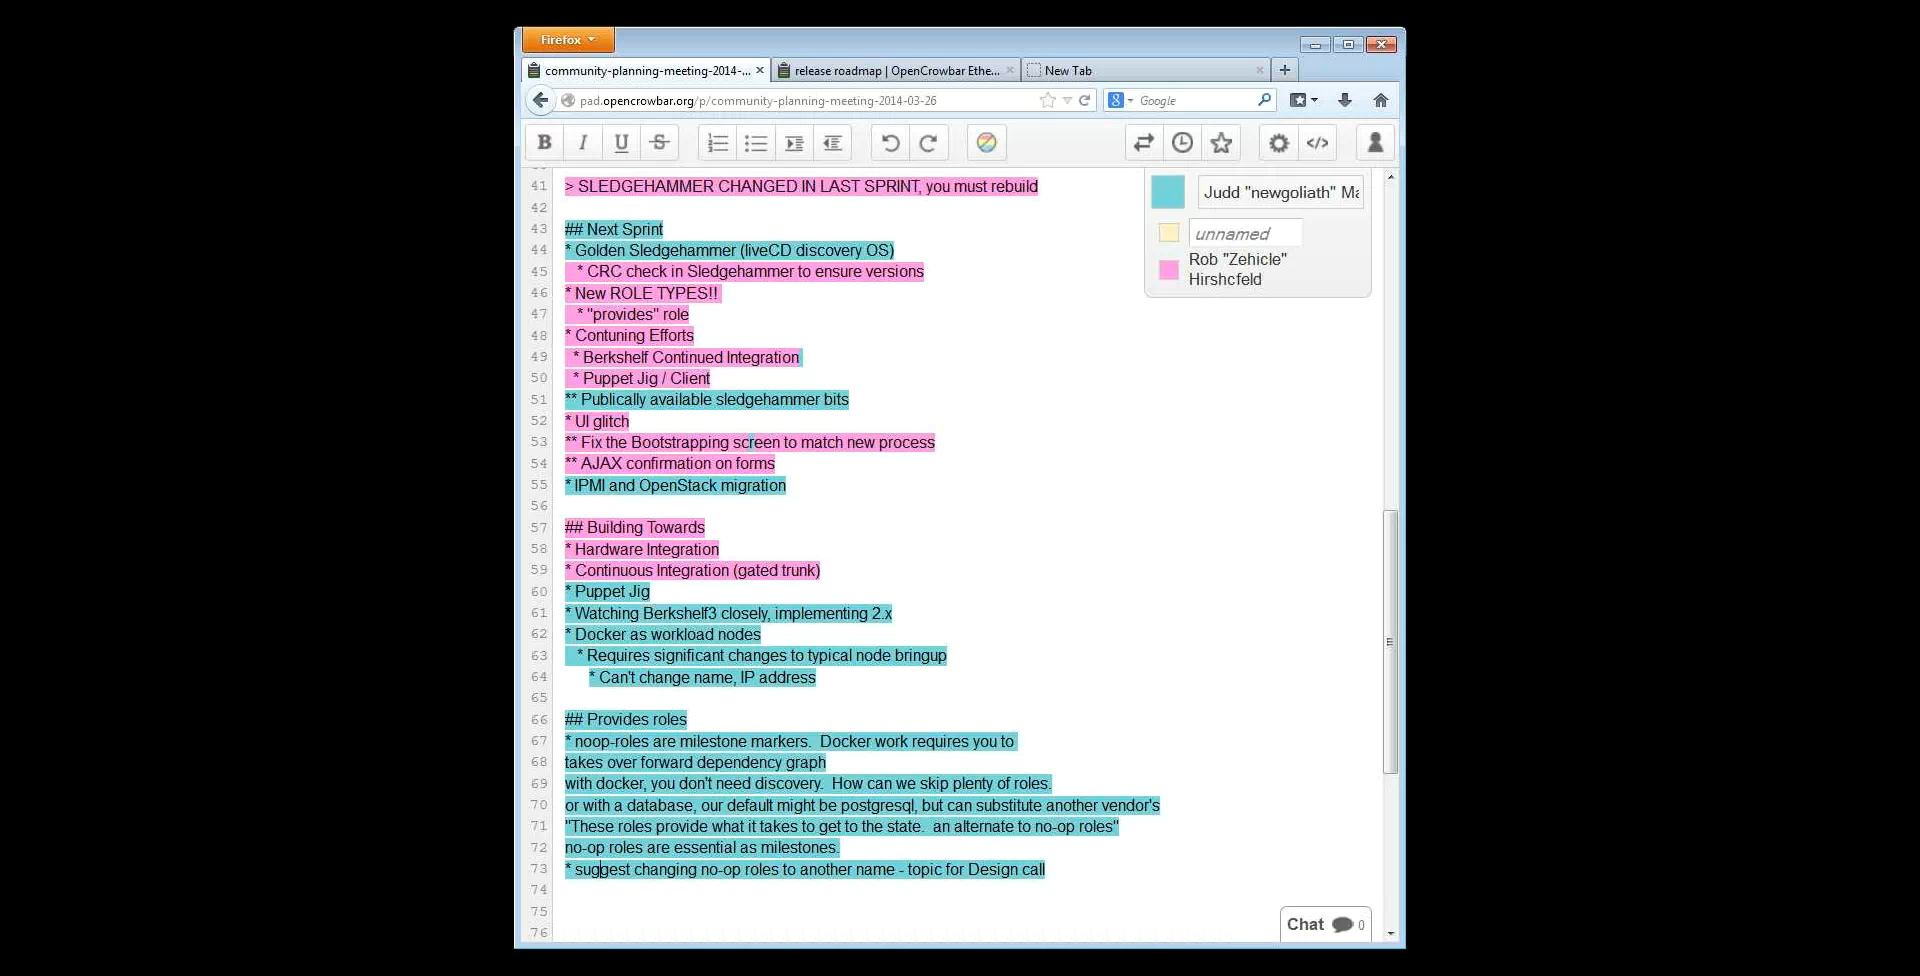 Firefox
community-planning-meeting-2014-...
release roadmap | OpenCrowbar Ethe...
New Tab
pad.opencrowbar.org/p/community-planning-meeting-2014-03-26
Google
41 > SLEDGEHAMMER CHANGED IN LAST SPRINT, you must rebuild
42
43 ## Next Sprint
44 * Golden Sledgehammer (liveCD discovery OS)
45 * CRC check in Sledgehammer to ensure versions
46 * New ROLE TYPES!!
47 * "provides" role
48 * Contuning Efforts
49 * Berkshelf Continued Integration
50 * Puppet Jig / Client
51 ** Publically available sledgehammer bits
52 * UI glitch
53 ** Fix the Bootstrapping screen to match new process
54 ** AJAX confirmation on forms
55 * IPMI and OpenStack migration
56
57 ## Building Towards
58 * Hardware Integration
59 * Continuous Integration (gated trunk)
60 * Puppet Jig
61 * Watching Berkshelf3 closely, implementing 2.x
62 * Docker as workload nodes
63 * Requires significant changes to typical node bringup
64 * Can't change name, IP address
65
66 ## Provides roles
67 * noop-roles are milestone markers.  Docker work requires you to
68 takes over forward dependency graph
69 with docker, you don't need discovery.  How can we skip plenty of roles.
70 or with a database, our default might be postgresql, but can substitute another vendor's
71 "These roles provide what it takes to get to the state.  an alternate to no-op roles"
72 no-op roles are essential as milestones.
73 * suggest changing no-op roles to another name - topic for Design call
74
75
76
Judd "newgoliath" Ma
unnamed
Rob "Zehicle"
Hirshcfeld
Chat 0